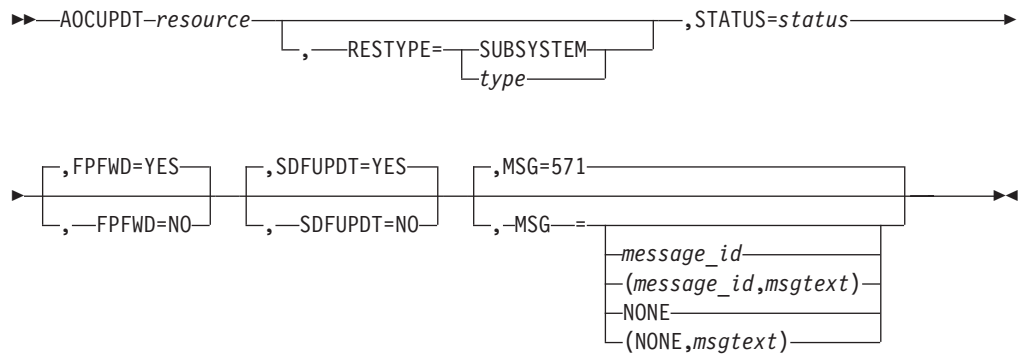 AOCUPDT resource ,STATUS=status
, RESTYPE= SUBSYSTEM
type
,FPFWD=YES ,SDFUPDT=YES ,MSG=571
, FPFWD=NO , SDFUPDT=NO , MSG =
message_id
(message_id,msgtext)
NONE
(NONE,msgtext)